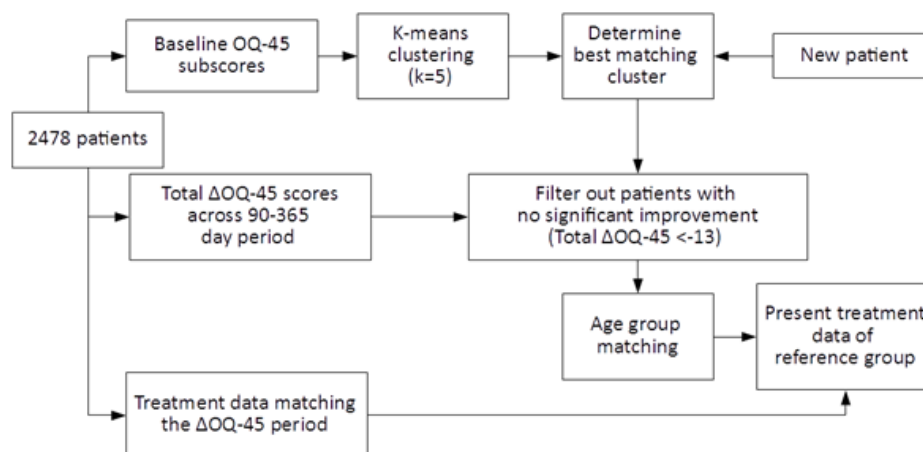 Baseline OQ-45
subscores
K-means
clustering
(k=5)
Determine
best matching
cluster
New patient
2478 patients
Total ΔOQ-45 scores
across 90-365
day period
Filter out patients with
no significant improvement
(Total ΔOQ-45 <-13)
Age group
matching
Present treatment
data of
reference group
Treatment data matching
the ΔOQ-45 period